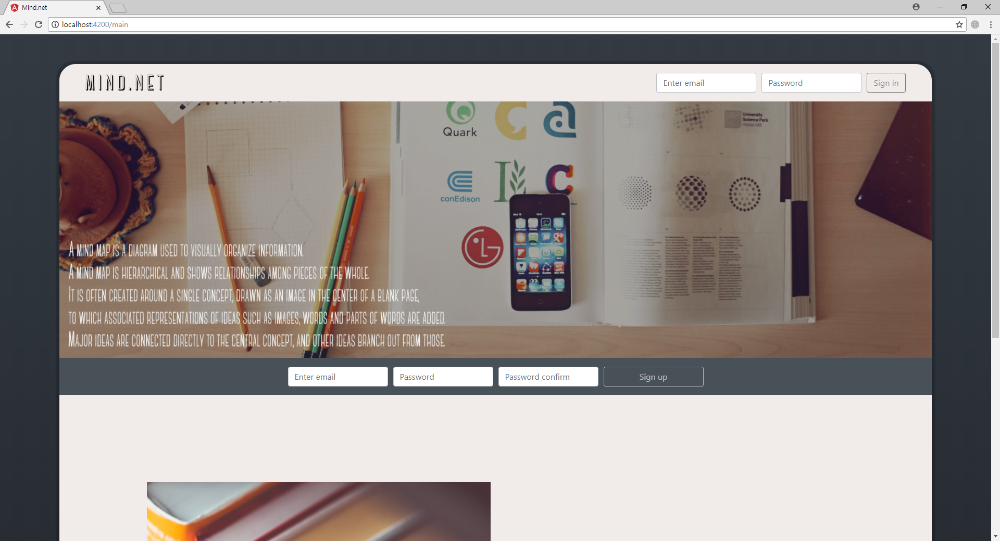 Mind.net
localhost:4200/main
MIND.NET
Enter email
Password
Sign in
Quark
University
Science Park
conEdison
A MIND MAP IS A DIAGRAM USED TO VISUALLY ORGANIZE INFORMATION.
A MIND MAP IS HIERARCHICAL AND SHOWS RELATIONSHIPS AMONG PIECES OF THE WHOLE.
IT IS OFTEN CREATED AROUND A SINGLE CONCEPT, DRAWN AS AN IMAGE IN THE CENTER OF A BLANK PAGE,
TO WHICH ASSOCIATED REPRESENTATIONS OF IDEAS SUCH AS IMAGES, WORDS AND PARTS OF WORDS ARE ADDED.
MAJOR IDEAS ARE CONNECTED DIRECTLY TO THE CENTRAL CONCEPT, AND OTHER IDEAS BRANCH OUT FROM THOSE.
Enter email
Password
Password confirm
Sign up